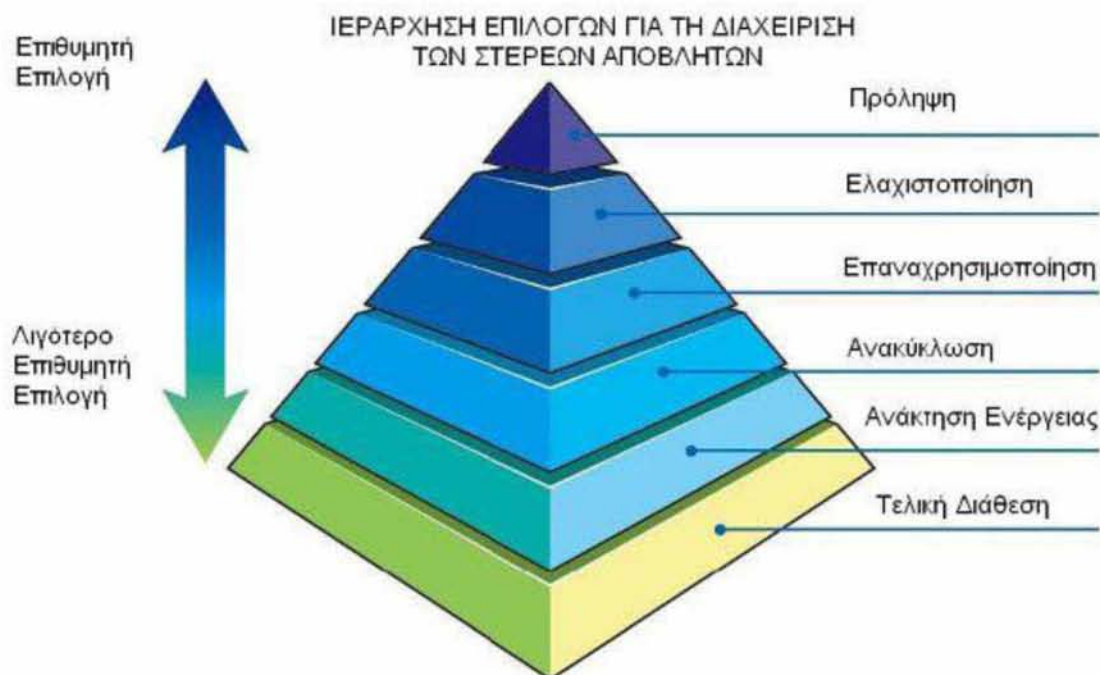 ΙΕΡΑΡΧΗΣΗ ΕΠΙΛΟΓΩΝ ΓΙΑ ΤΗ ΔΙΑΧΕΙΡΙΣΗ
ΤΩΝ ΣΤΕΡΕΩΝ ΑΠΟΒΛΗΤΩΝ
Επιθυμητή
Επιλογή
Πρόληψη
Ελαχιστοποίηση
Επαναχρησιμοποίηση
Λιγότερο
Επιθυμητή
Επιλογή
Ανακύκλωση
Ανάκτηση Ενέργειας
Τελική Διάθεση